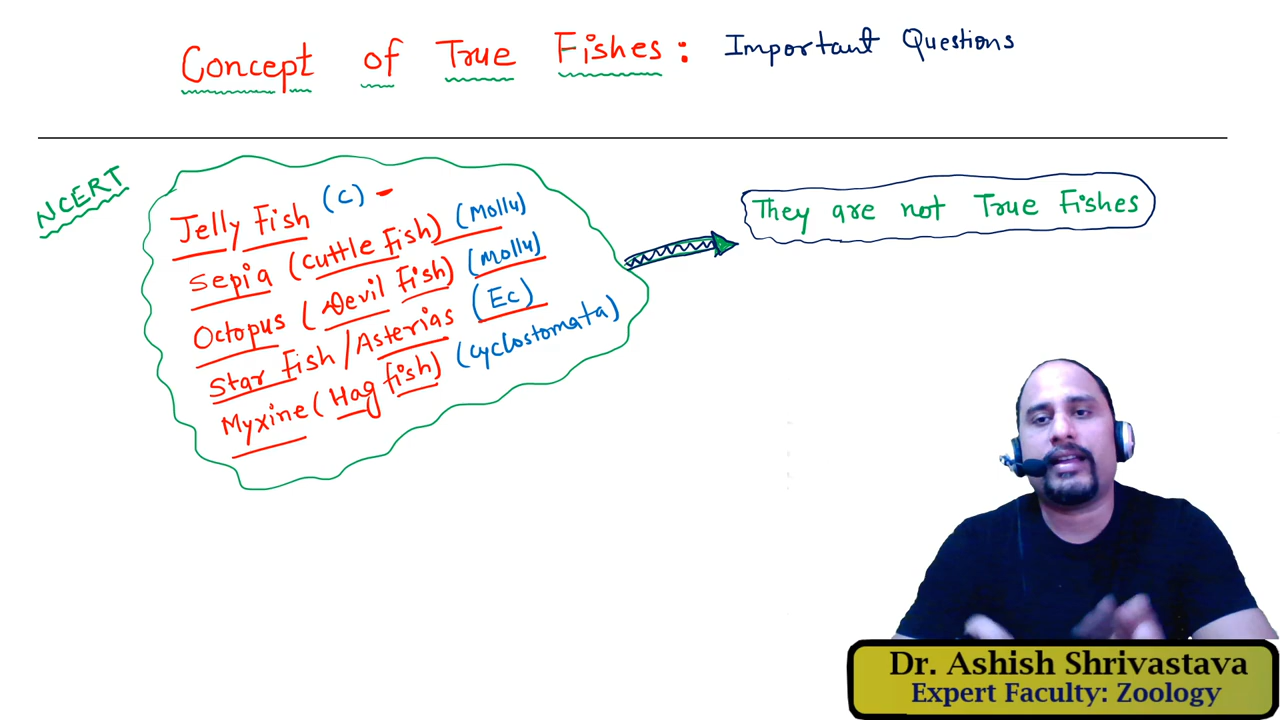 Concept of True Fishes: Important Questions
NCERT
Jelly Fish (C) -
Sepia (Cuttle Fish) (Mollu)
Octopus (Devil Fish) (Mollu)
Star Fish / Asterias (Ec)
Myxine (Hag fish) (Cyclostomata)
They are not True Fishes
Dr. Ashish Shrivastava
Expert Faculty: Zoology